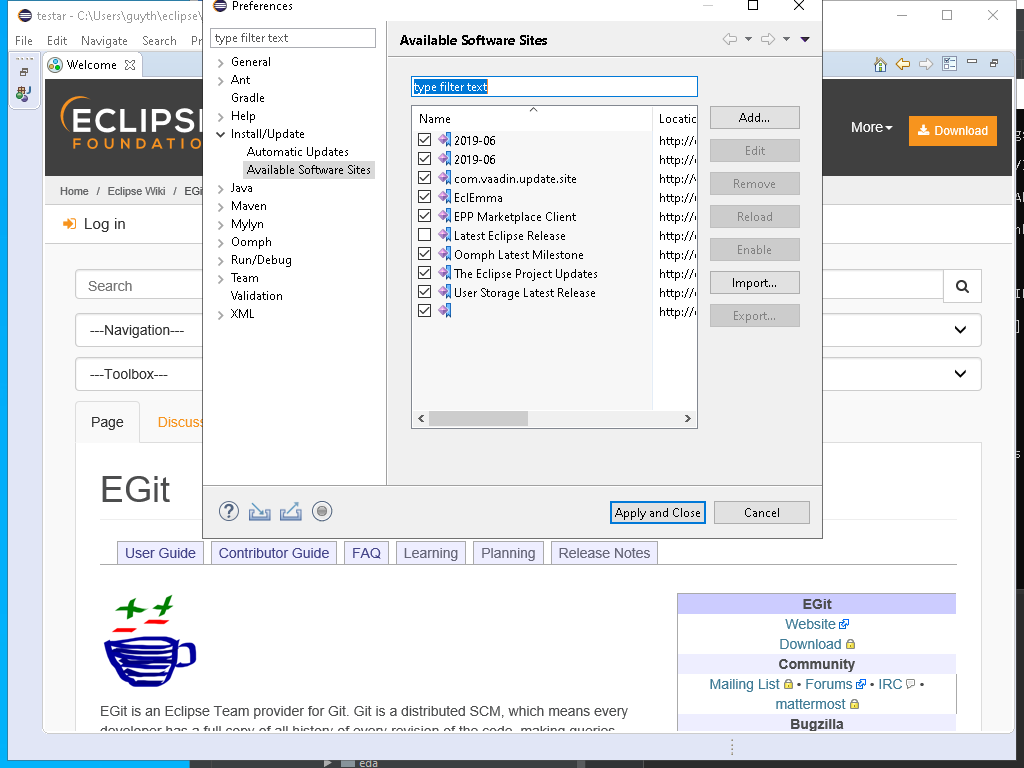 testar - C:\Users\guyth\eclipse\
File Edit Navigate Search Pr
Welcome
Preferences
type filter text
General
Ant
Gradle
Help
Install/Update
Automatic Updates
Available Software Sites
Java
Maven
Mylyn
Oomph
Run/Debug
Team
Validation
XML
Available Software Sites
type filter text
Name Locatic
2019-06 http://
2019-06 http://
com.vaadin.update.site http://
EclEmma http://
EPP Marketplace Client http://
Latest Eclipse Release http://
Oomph Latest Milestone http://
The Eclipse Project Updates http://
User Storage Latest Release http://
http://
Add...
Edit
Remove
Reload
Enable
Import...
Export...
Apply and Close Cancel
ECLIPS
FOUNDATIO
More Download
Home / Eclipse Wiki / EGi
Log in
Search
---Navigation---
---Toolbox---
Page Discuss
EGit
User Guide Contributor Guide FAQ Learning Planning Release Notes
EGit
Website
Download
Community
Mailing List • Forums • IRC •
mattermost
Bugzilla
EGit is an Eclipse Team provider for Git. Git is a distributed SCM, which means every
developer has a full copy of all history of every revision of the code, making queries
eda